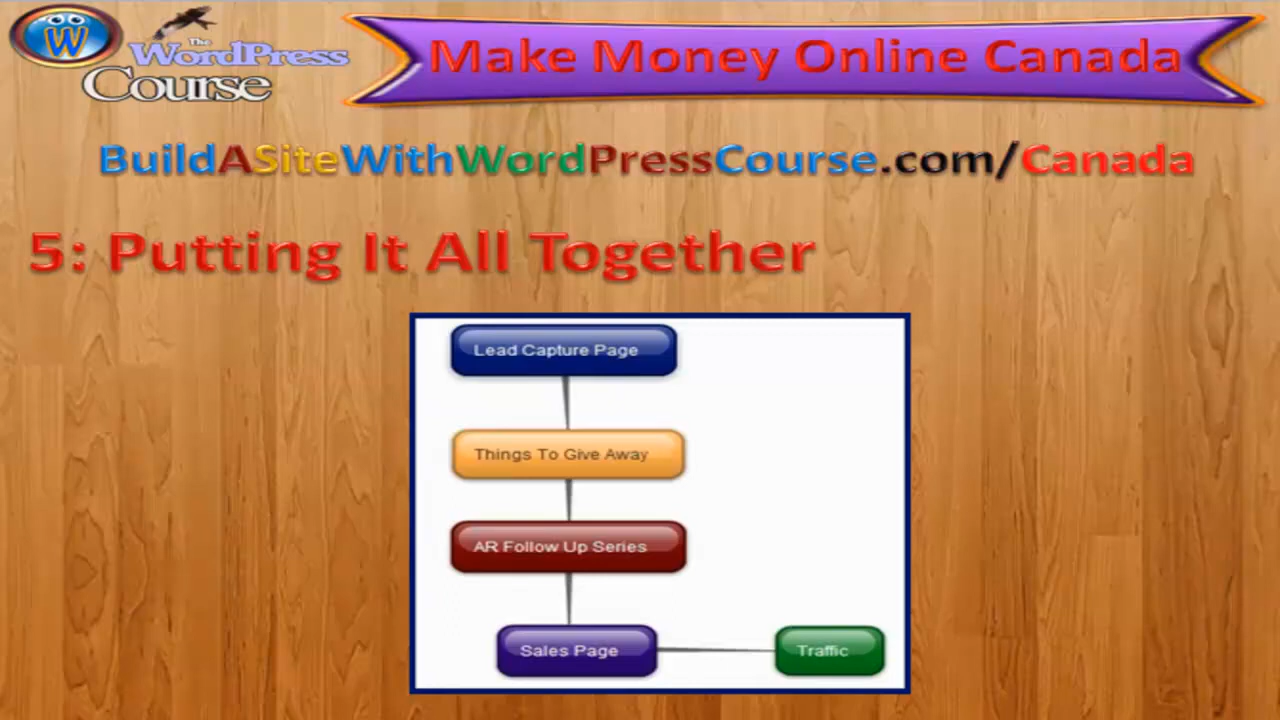 W
The
WordPress
Course
Make Money Online Canada
BuildASiteWithWordPressCourse.com/Canada
5: Putting It All Together
Lead Capture Page
Things To Give Away
AR Follow Up Series
Sales Page
Traffic